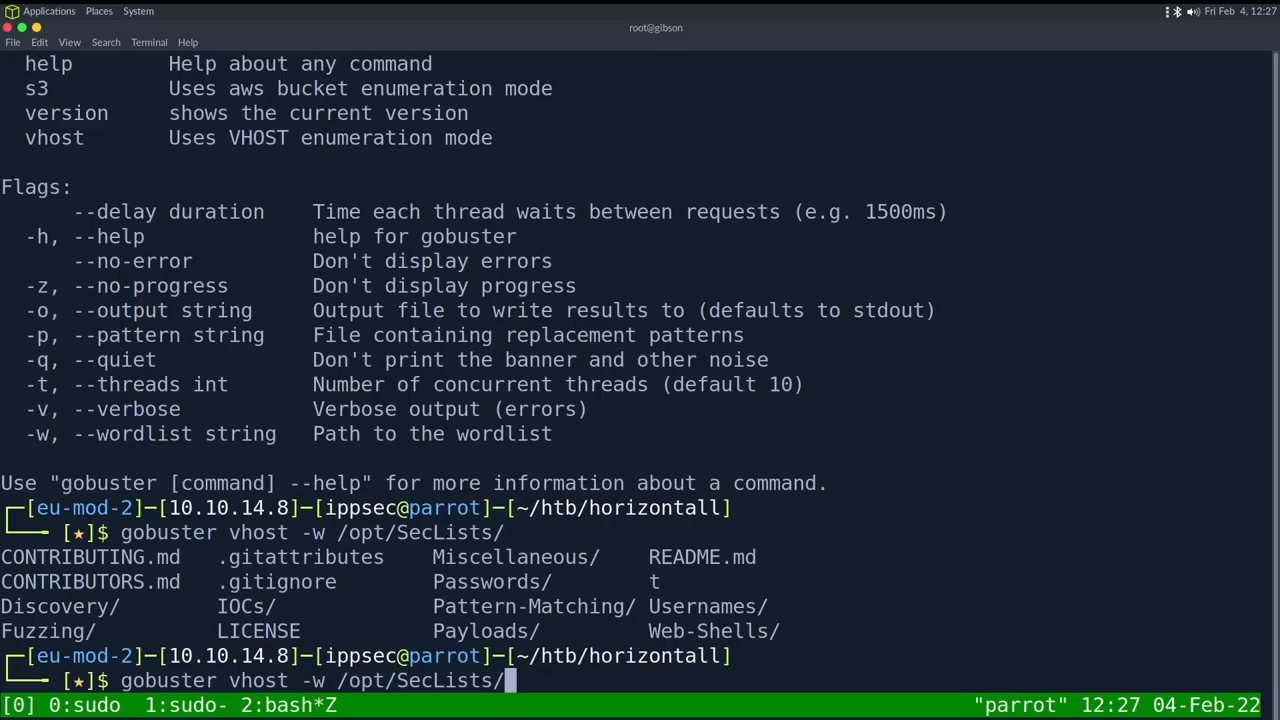 Applications Places System Fri Feb 4, 12:27
root@gibson
File Edit View Search Terminal Help
help Help about any command
s3 Uses aws bucket enumeration mode
version shows the current version
vhost Uses VHOST enumeration mode
Flags:
--delay duration Time each thread waits between requests (e.g. 1500ms)
-h, --help help for gobuster
--no-error Don't display errors
-z, --no-progress Don't display progress
-o, --output string Output file to write results to (defaults to stdout)
-p, --pattern string File containing replacement patterns
-q, --quiet Don't print the banner and other noise
-t, --threads int Number of concurrent threads (default 10)
-v, --verbose Verbose output (errors)
-w, --wordlist string Path to the wordlist
Use "gobuster [command] --help" for more information about a command.
┌─[eu-mod-2]─[10.10.14.8]─[ippsec@parrot]─[~/htb/horizontall]
└──╼ [★]$ gobuster vhost -w /opt/SecLists/
CONTRIBUTING.md .gitattributes Miscellaneous/ README.md
CONTRIBUTORS.md .gitignore Passwords/ t
Discovery/ IOCs/ Pattern-Matching/ Usernames/
Fuzzing/ LICENSE Payloads/ Web-Shells/
┌─[eu-mod-2]─[10.10.14.8]─[ippsec@parrot]─[~/htb/horizontall]
└──╼ [★]$ gobuster vhost -w /opt/SecLists/
[0] 0:sudo 1:sudo- 2:bash*Z "parrot" 12:27 04-Feb-22